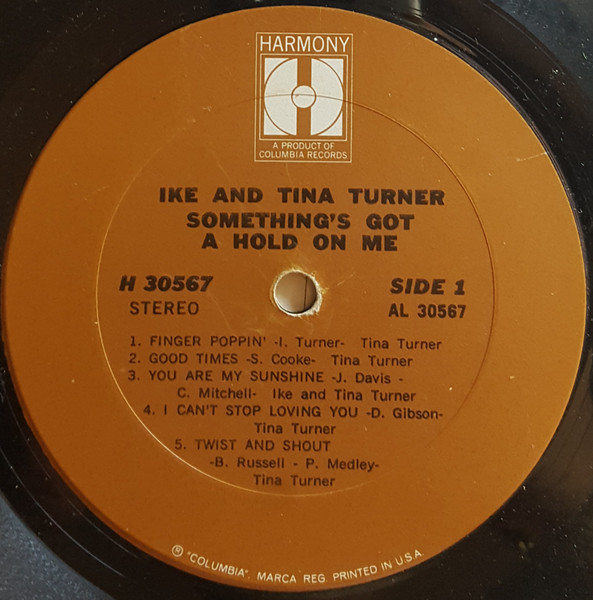 HARMONY
H
A PRODUCT OF
COLUMBIA RECORDS
IKE AND TINA TURNER
SOMETHING'S GOT
A HOLD ON ME
H 30567 SIDE 1
STEREO AL 30567
1. FINGER POPPIN' -I. Turner- Tina Turner
2. GOOD TIMES -S. Cooke- Tina Turner
3. YOU ARE MY SUNSHINE -J. Davis -
C. Mitchell- Ike and Tina Turner
4. I CAN'T STOP LOVING YOU -D. Gibson-
Tina Turner
5. TWIST AND SHOUT
-B. Russell - P. Medley-
Tina Turner
® "COLUMBIA", MARCA REG. PRINTED IN U.S.A.